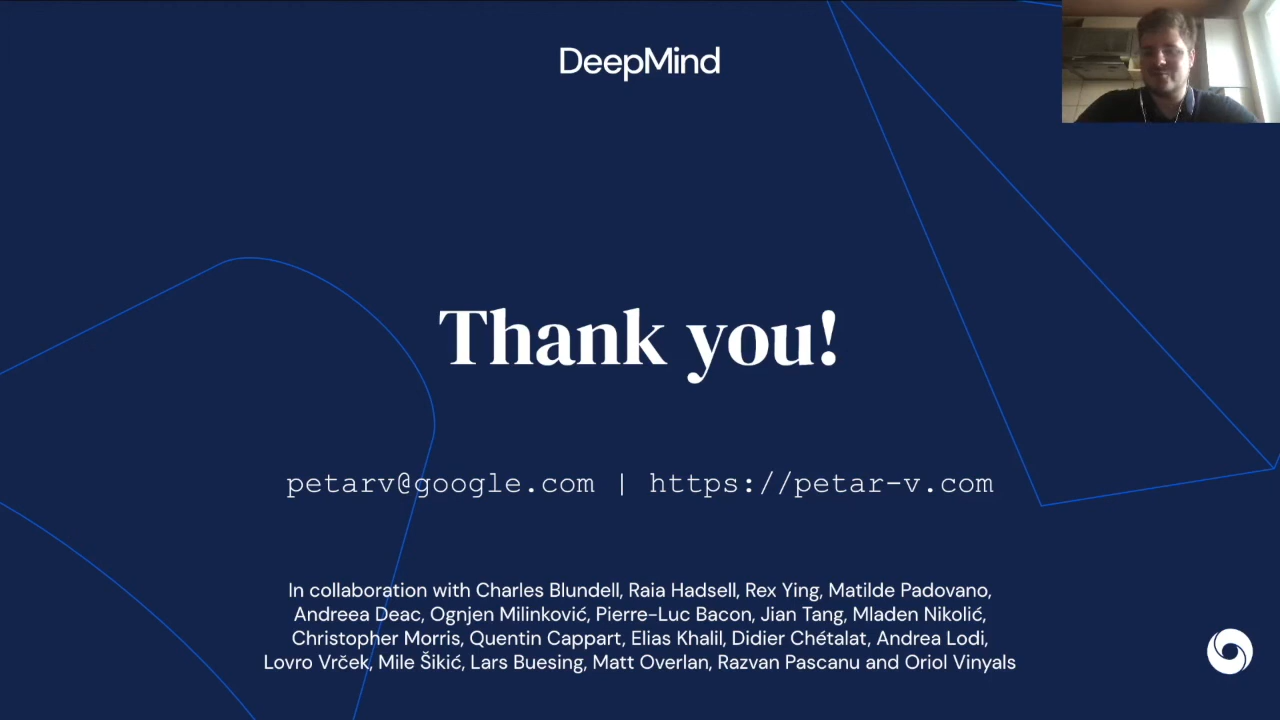 DeepMind
Thank you!
petarv@google.com | https://petar-v.com
In collaboration with Charles Blundell, Raia Hadsell, Rex Ying, Matilde Padovano,
Andreea Deac, Ognjen Milinković, Pierre-Luc Bacon, Jian Tang, Mladen Nikolić,
Christopher Morris, Quentin Cappart, Elias Khalil, Didier Chételat, Andrea Lodi,
Lovro Vrček, Mile Šikić, Lars Buesing, Matt Overlan, Razvan Pascanu and Oriol Vinyals